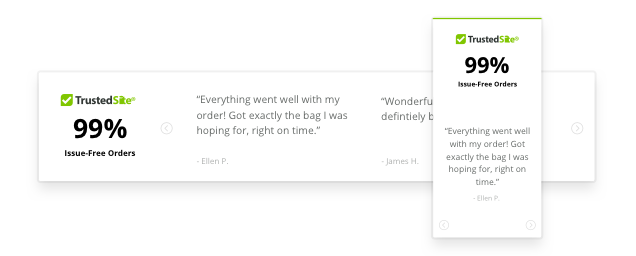 TrustedSite®
99%
Issue-Free Orders
“Everything went well with my
order! Got exactly the bag I was
hoping for, right on time.”
- Ellen P.
“Wonderfu
defintiely b
- James H.
TrustedSite®
99%
Issue-Free Orders
“Everything went well
with my order! Got
exactly the bag I was
hoping for, right on
time.”
- Ellen P.